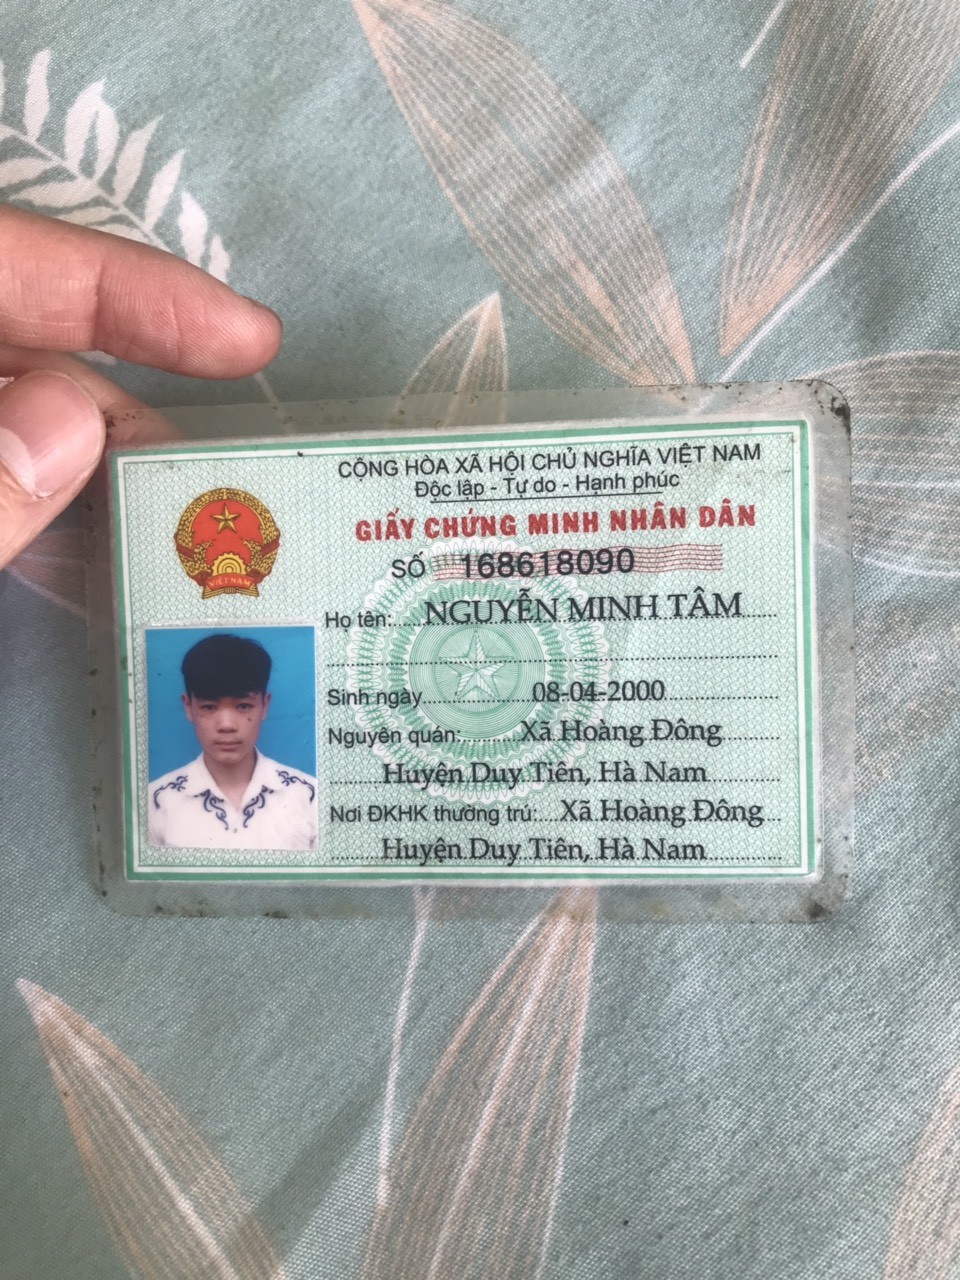 CỘNG HÒA XÃ HỘI CHỦ NGHĨA VIỆT NAM
Độc lập - Tự do - Hạnh phúc
GIẤY CHỨNG MINH NHÂN DÂN
SỐ 168618090
Họ tên: NGUYỄN MINH TÂM
Sinh ngày 08-04-2000
Nguyên quán: Xã Hoàng Đông
Huyện Duy Tiên, Hà Nam
Nơi ĐKHK thường trú: Xã Hoàng Đông
Huyện Duy Tiên, Hà Nam
VIỆT NAM